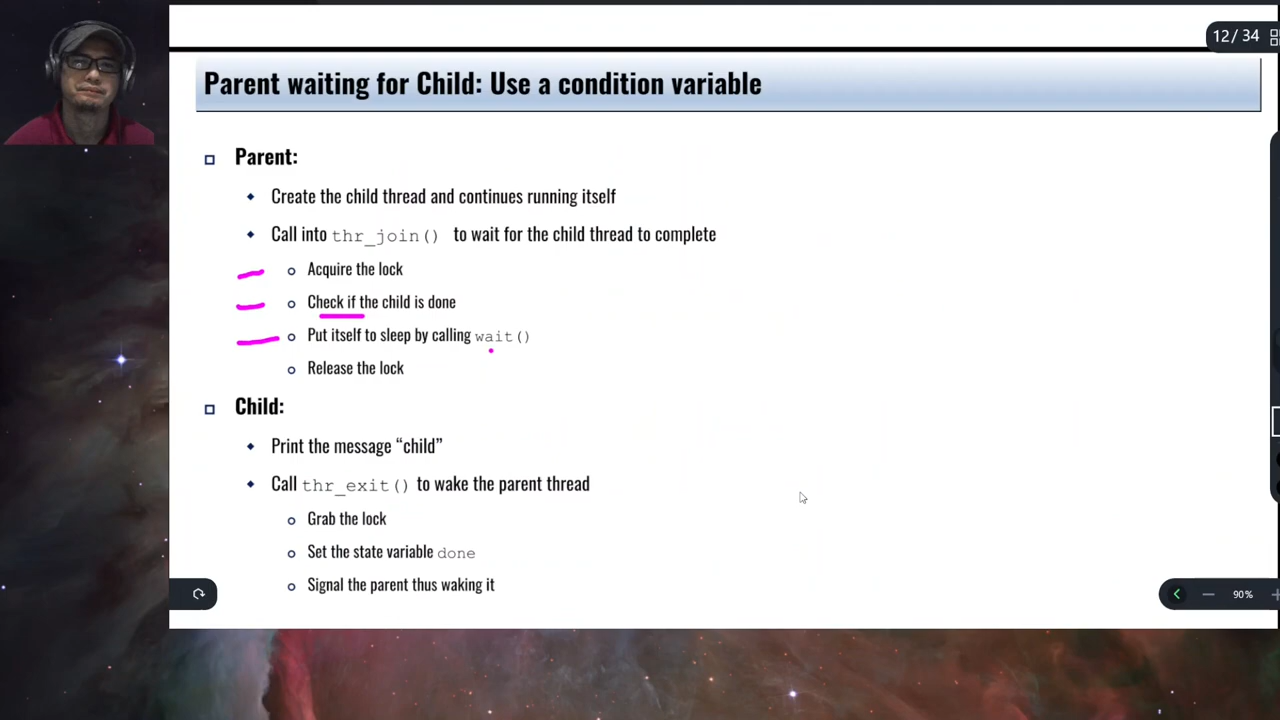 12/ 34
Parent waiting for Child: Use a condition variable
Parent:
Create the child thread and continues running itself
Call into thr_join() to wait for the child thread to complete
Acquire the lock
Check if the child is done
Put itself to sleep by calling wait()
Release the lock
Child:
Print the message “child”
Call thr_exit() to wake the parent thread
Grab the lock
Set the state variable done
Signal the parent thus waking it
90%